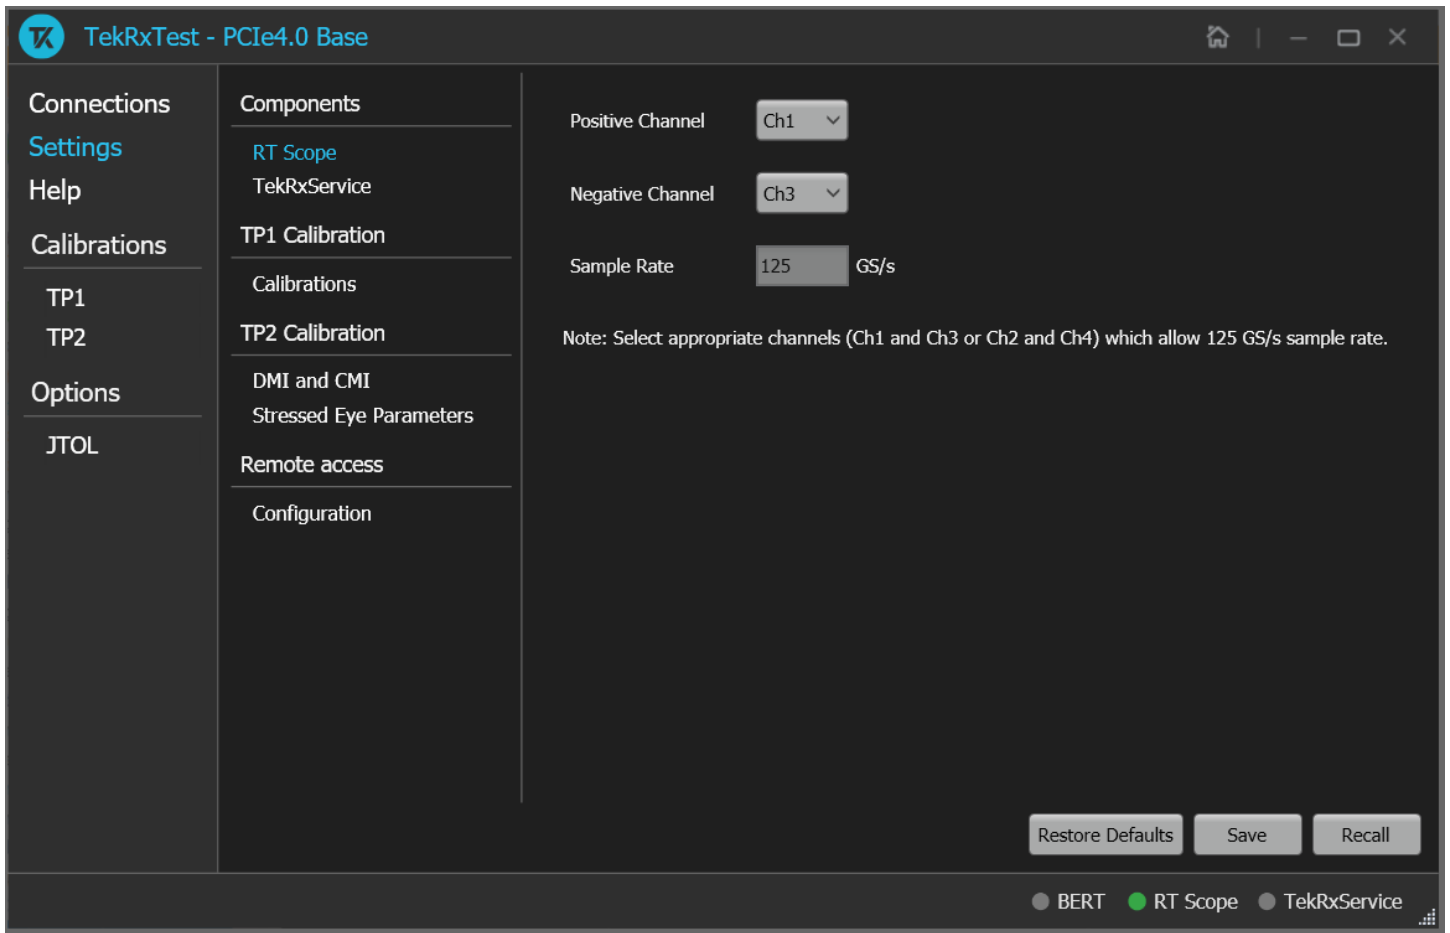 TekRxTest - PCIe4.0 Base
Connections
Settings
Help
Calibrations
TP1
TP2
Options
JTOL
Components
RT Scope
TekRxService
TP1 Calibration
Calibrations
TP2 Calibration
DMI and CMI
Stressed Eye Parameters
Remote access
Configuration
Positive Channel Ch1
Negative Channel Ch3
Sample Rate 125 GS/s
Note: Select appropriate channels (Ch1 and Ch3 or Ch2 and Ch4) which allow 125 GS/s sample rate.
Restore Defaults Save Recall
BERT RT Scope TekRxService